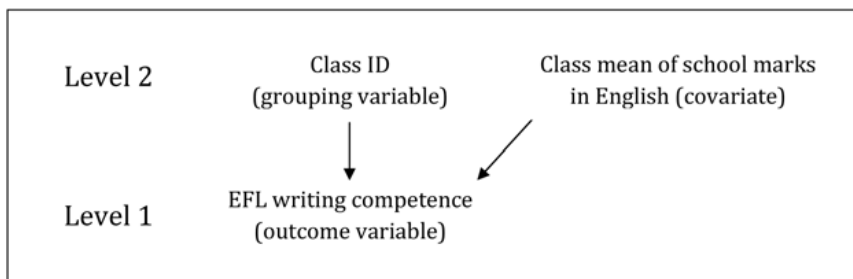 Level 2
Class ID
(grouping variable)
Class mean of school marks
in English (covariate)
Level 1
EFL writing competence
(outcome variable)